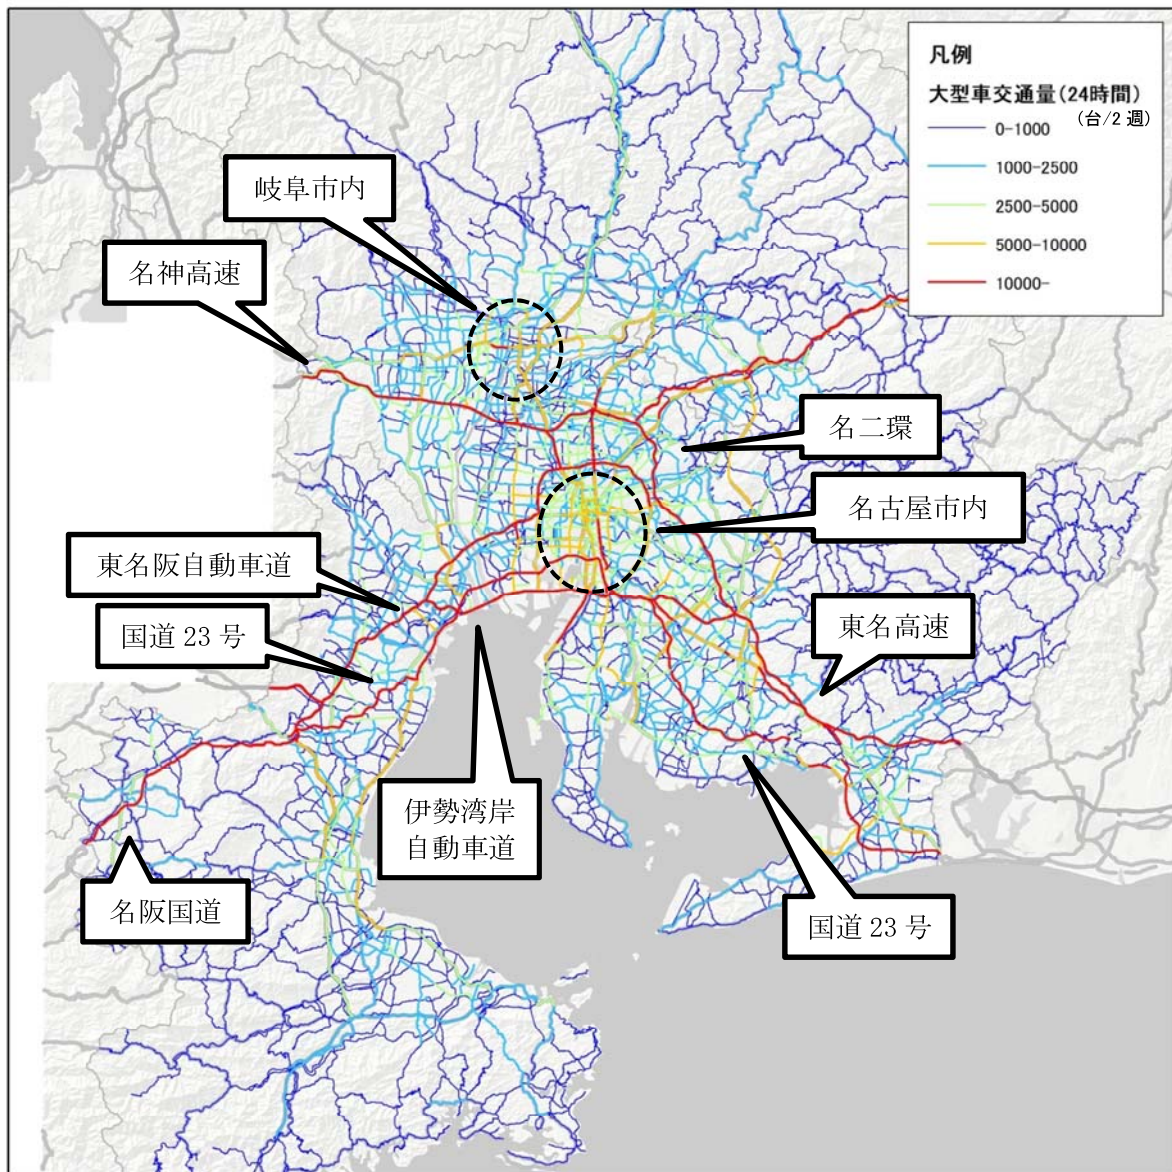 凡例
大型車交通量(24時間)
(台/2 週)
0-1000
1000-2500
2500-5000
5000-10000
10000-
岐阜市内
名神高速
名二環
名古屋市内
東名阪自動車道
国道 23 号
東名高速
伊勢湾岸
自動車道
名阪国道
国道 23 号